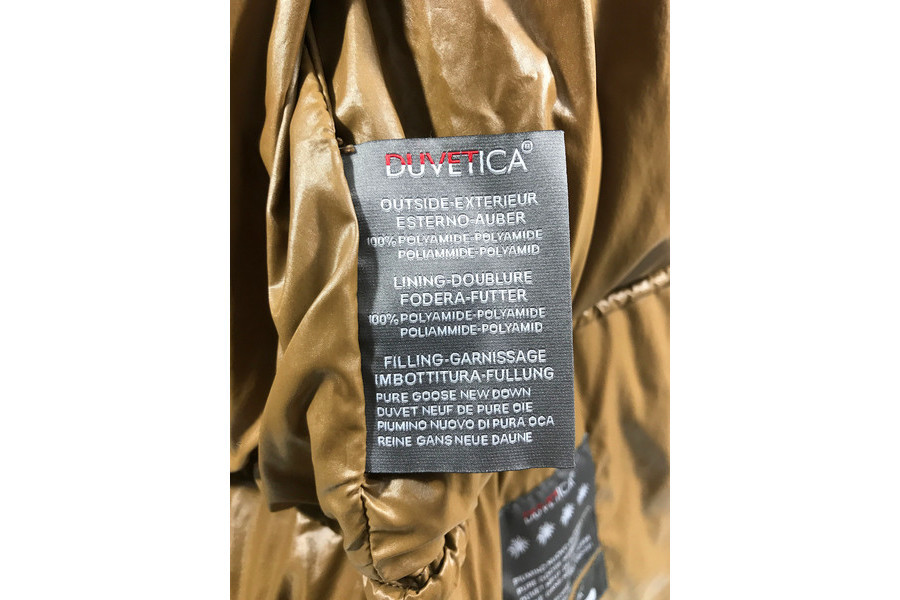 DUVETICA®
OUTSIDE-EXTERIEUR
ESTERNO-AUBER
100% POLYAMIDE-POLYAMIDE
POLIAMMIDE-POLYAMID
LINING-DOUBLURE
FODERA-FUTTER
100% POLYAMIDE-POLYAMIDE
POLIAMMIDE-POLYAMID
FILLING-GARNISSAGE
IMBOTTITURA-FULLUNG
PURE GOOSE NEW DOWN
DUVET NEUF DE PURE OIE
PIUMINO NUOVO DI PURA OCA
REINE GANS NEUE DAUNE
DUVETICA